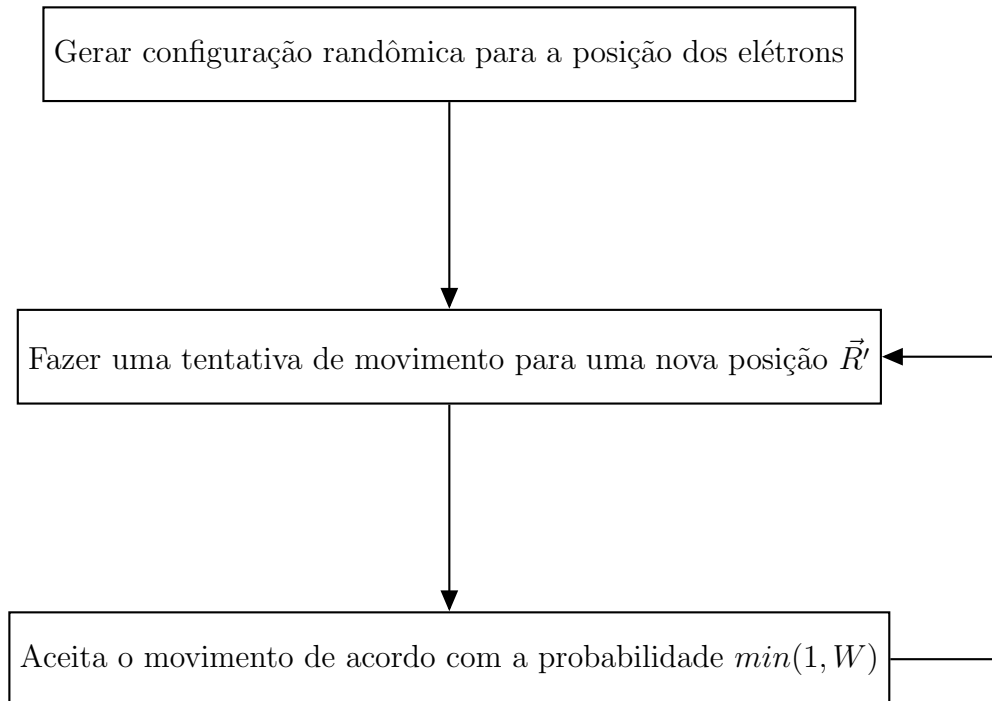 Gerar configuração randômica para a posição dos elétrons
Fazer uma tentativa de movimento para uma nova posição $\vec{R'}$
Aceita o movimento de acordo com a probabilidade $min(1, W)$